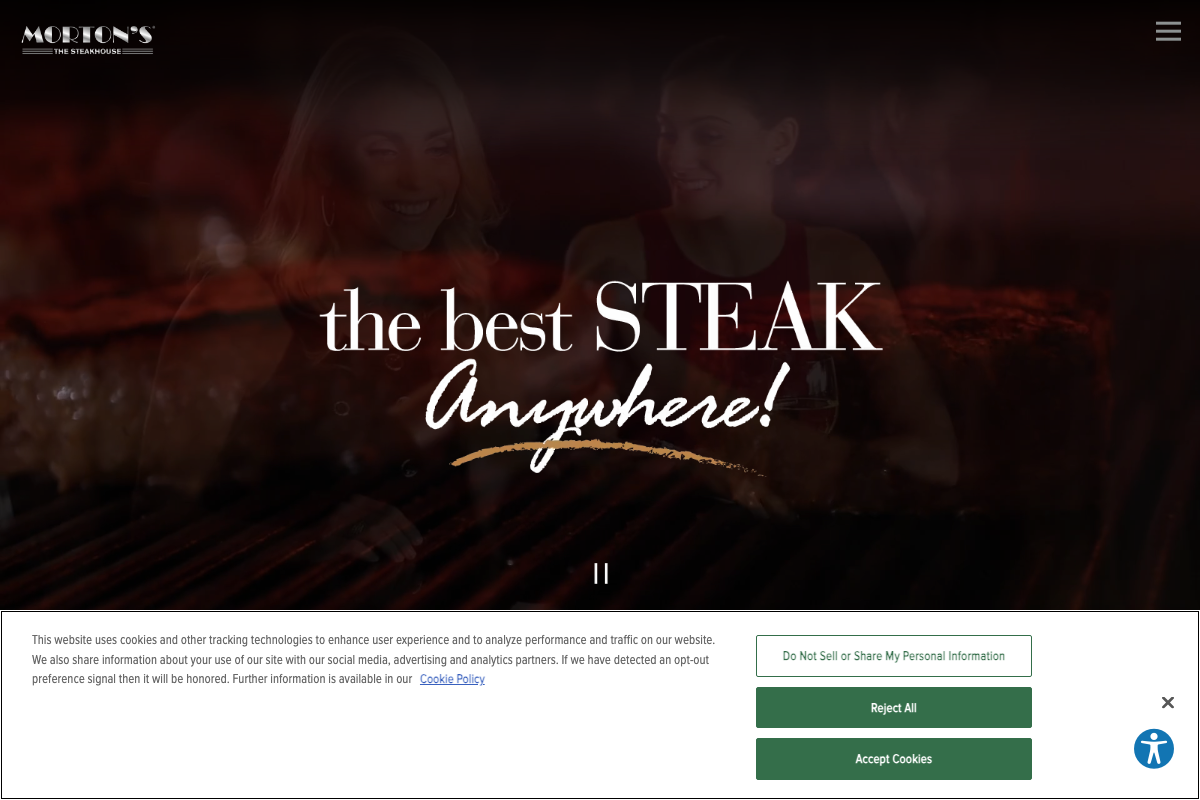 MORTON'S
THE STEAKHOUSE
the best STEAK
Anywhere!
This website uses cookies and other tracking technologies to enhance user experience and to analyze performance and traffic on our website.
We also share information about your use of our site with our social media, advertising and analytics partners. If we have detected an opt-out
preference signal then it will be honored. Further information is available in our Cookie Policy
Do Not Sell or Share My Personal Information
Reject All
Accept Cookies